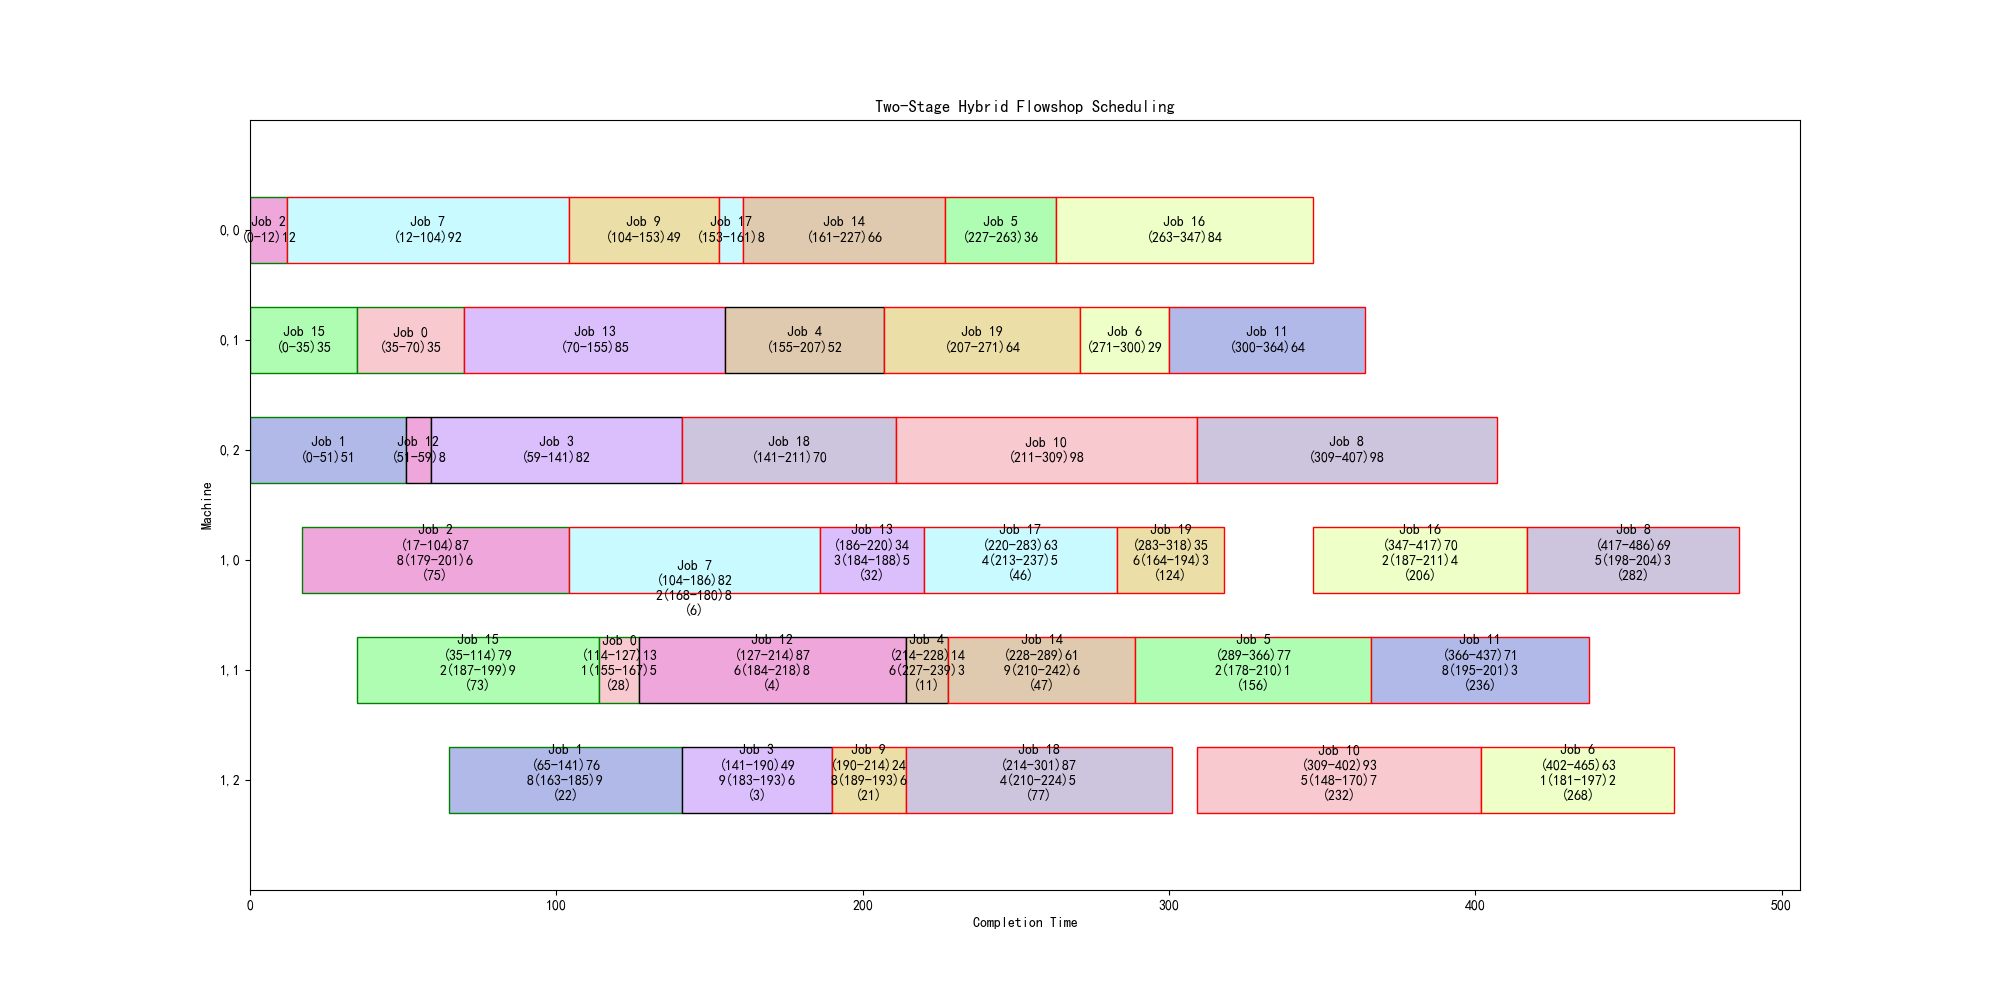 Two-Stage Hybrid Flowshop Scheduling
Machine
0,0
Job 2
(0-12)12
Job 7
(12-104)92
Job 9
(104-153)49
Job 17
(153-161)8
Job 14
(161-227)66
Job 5
(227-263)36
Job 16
(263-347)84
0,1
Job 15
(0-35)35
Job 0
(35-70)35
Job 13
(70-155)85
Job 4
(155-207)52
Job 19
(207-271)64
Job 6
(271-300)29
Job 11
(300-364)64
0,2
Job 1
(0-51)51
Job 12
(51-59)8
Job 3
(59-141)82
Job 18
(141-211)70
Job 10
(211-309)98
Job 8
(309-407)98
1,0
Job 2
(17-104)87
8(179-201)6
(75)
Job 7
(104-186)82
2(168-180)8
(6)
Job 13
(186-220)34
3(184-188)5
(32)
Job 17
(220-283)63
4(213-237)5
(46)
Job 19
(283-318)35
6(164-194)3
(124)
Job 16
(347-417)70
2(187-211)4
(206)
Job 8
(417-486)69
5(198-204)3
(282)
1,1
Job 15
(35-114)79
2(187-199)9
(73)
Job 0
(114-127)13
1(155-167)5
(28)
Job 12
(127-214)87
6(184-218)8
(4)
Job 4
(214-228)14
6(227-239)3
(11)
Job 14
(228-289)61
9(210-242)6
(47)
Job 5
(289-366)77
2(178-210)1
(156)
Job 11
(366-437)71
8(195-201)3
(236)
1,2
Job 1
(65-141)76
8(163-185)9
(22)
Job 3
(141-190)49
9(183-193)6
(3)
Job 9
(190-214)24
8(189-193)6
(21)
Job 18
(214-301)87
4(210-224)5
(77)
Job 10
(309-402)93
5(148-170)7
(232)
Job 6
(402-465)63
1(181-197)2
(268)
0
100
200
300
400
500
Completion Time